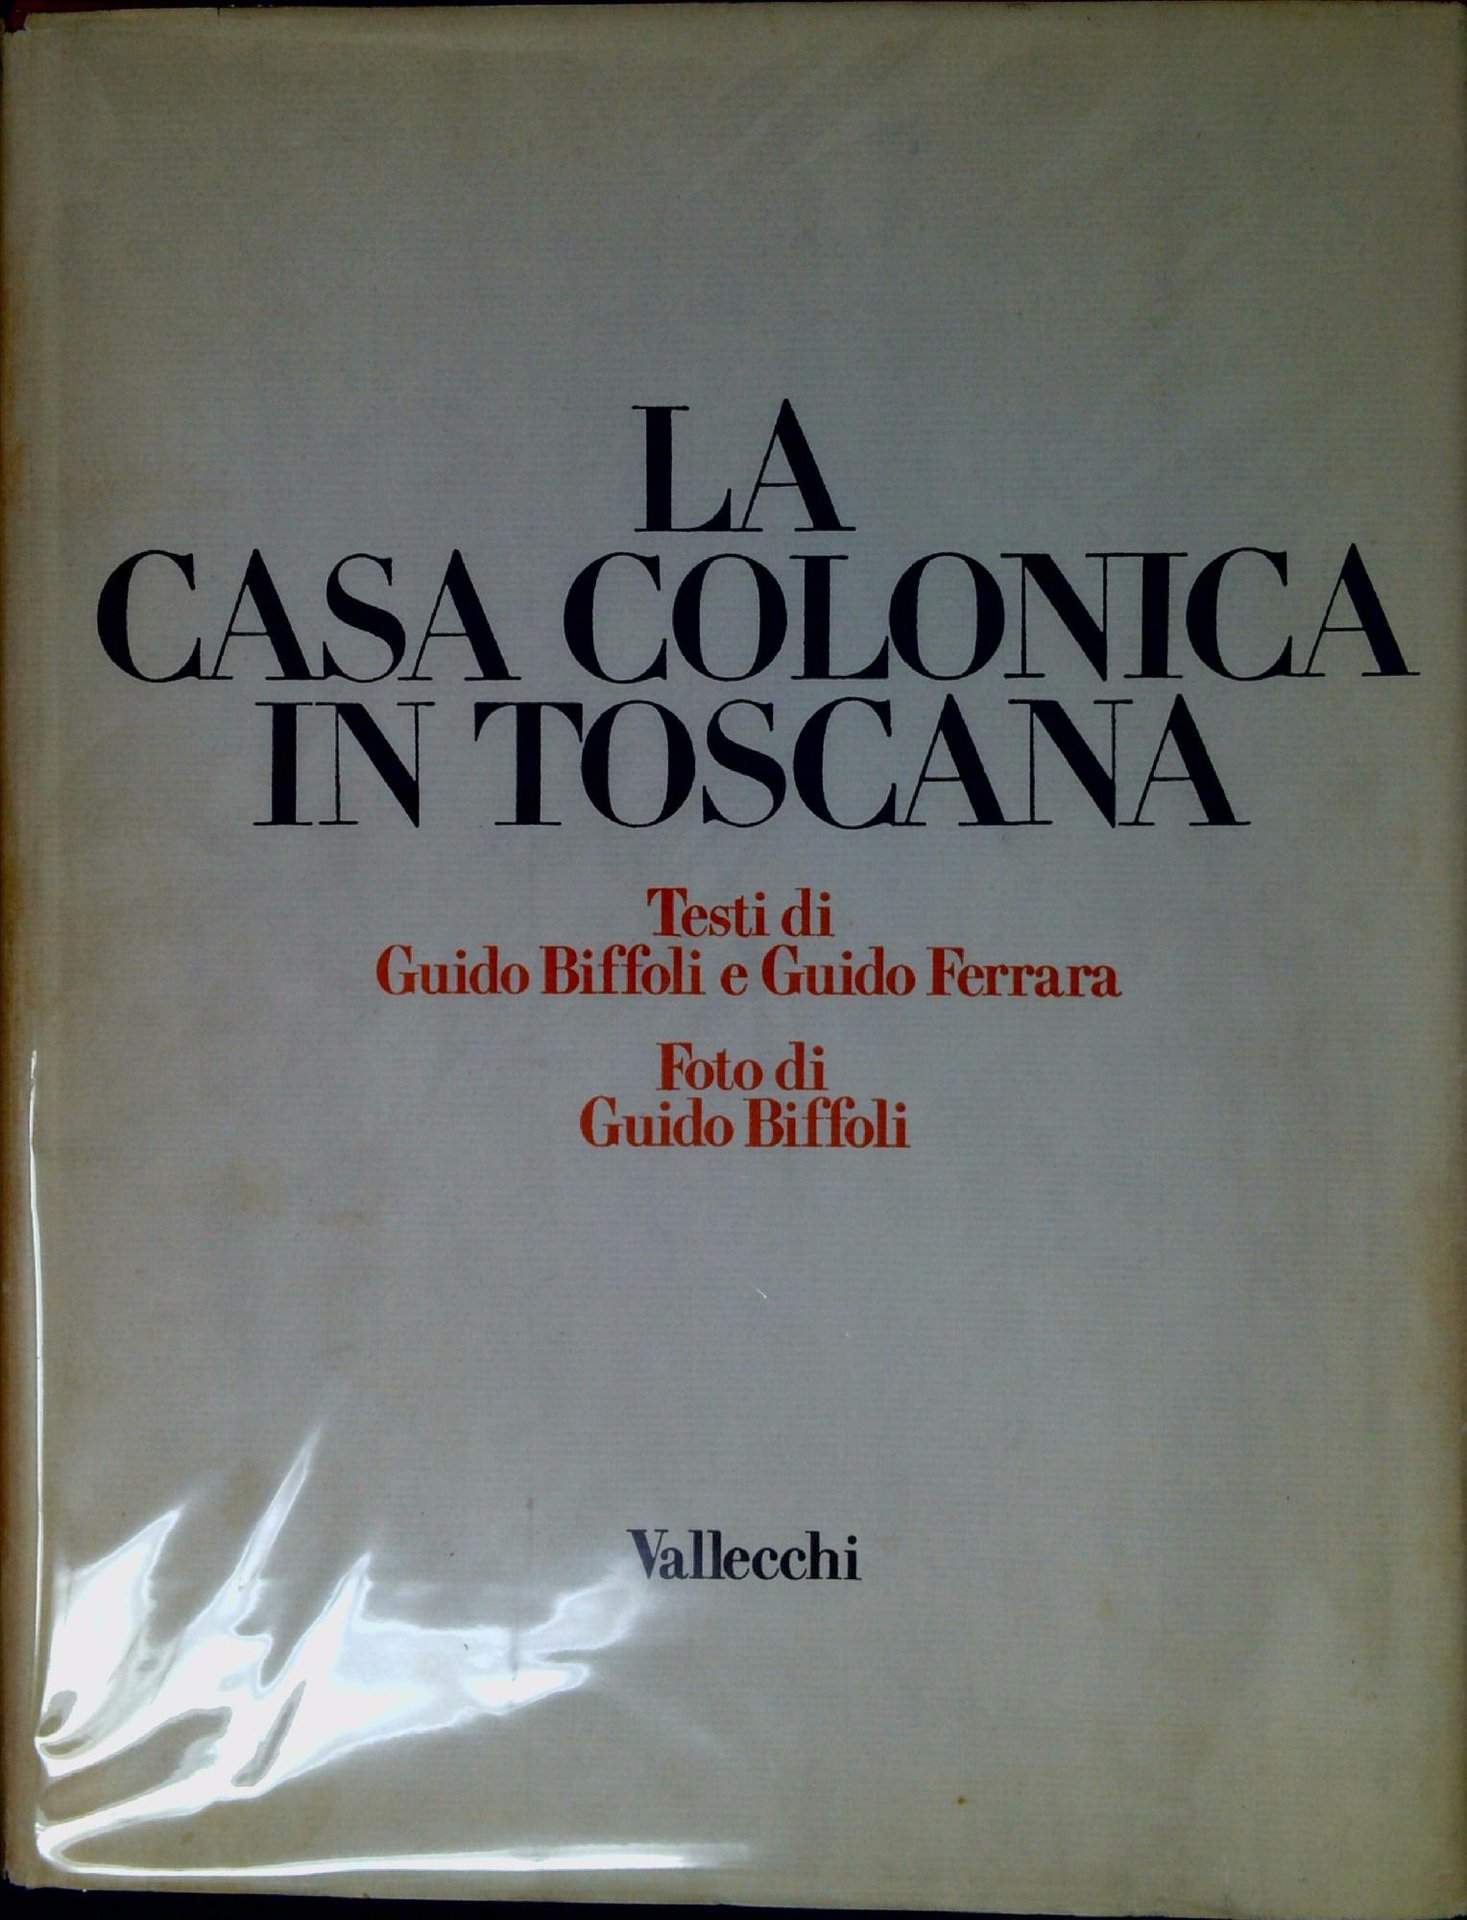 LA
CASA COLONICA
IN TOSCANA
Testi di
Guido Biffoli e Guido Ferrara
Foto di
Guido Biffoli
Vallecchi